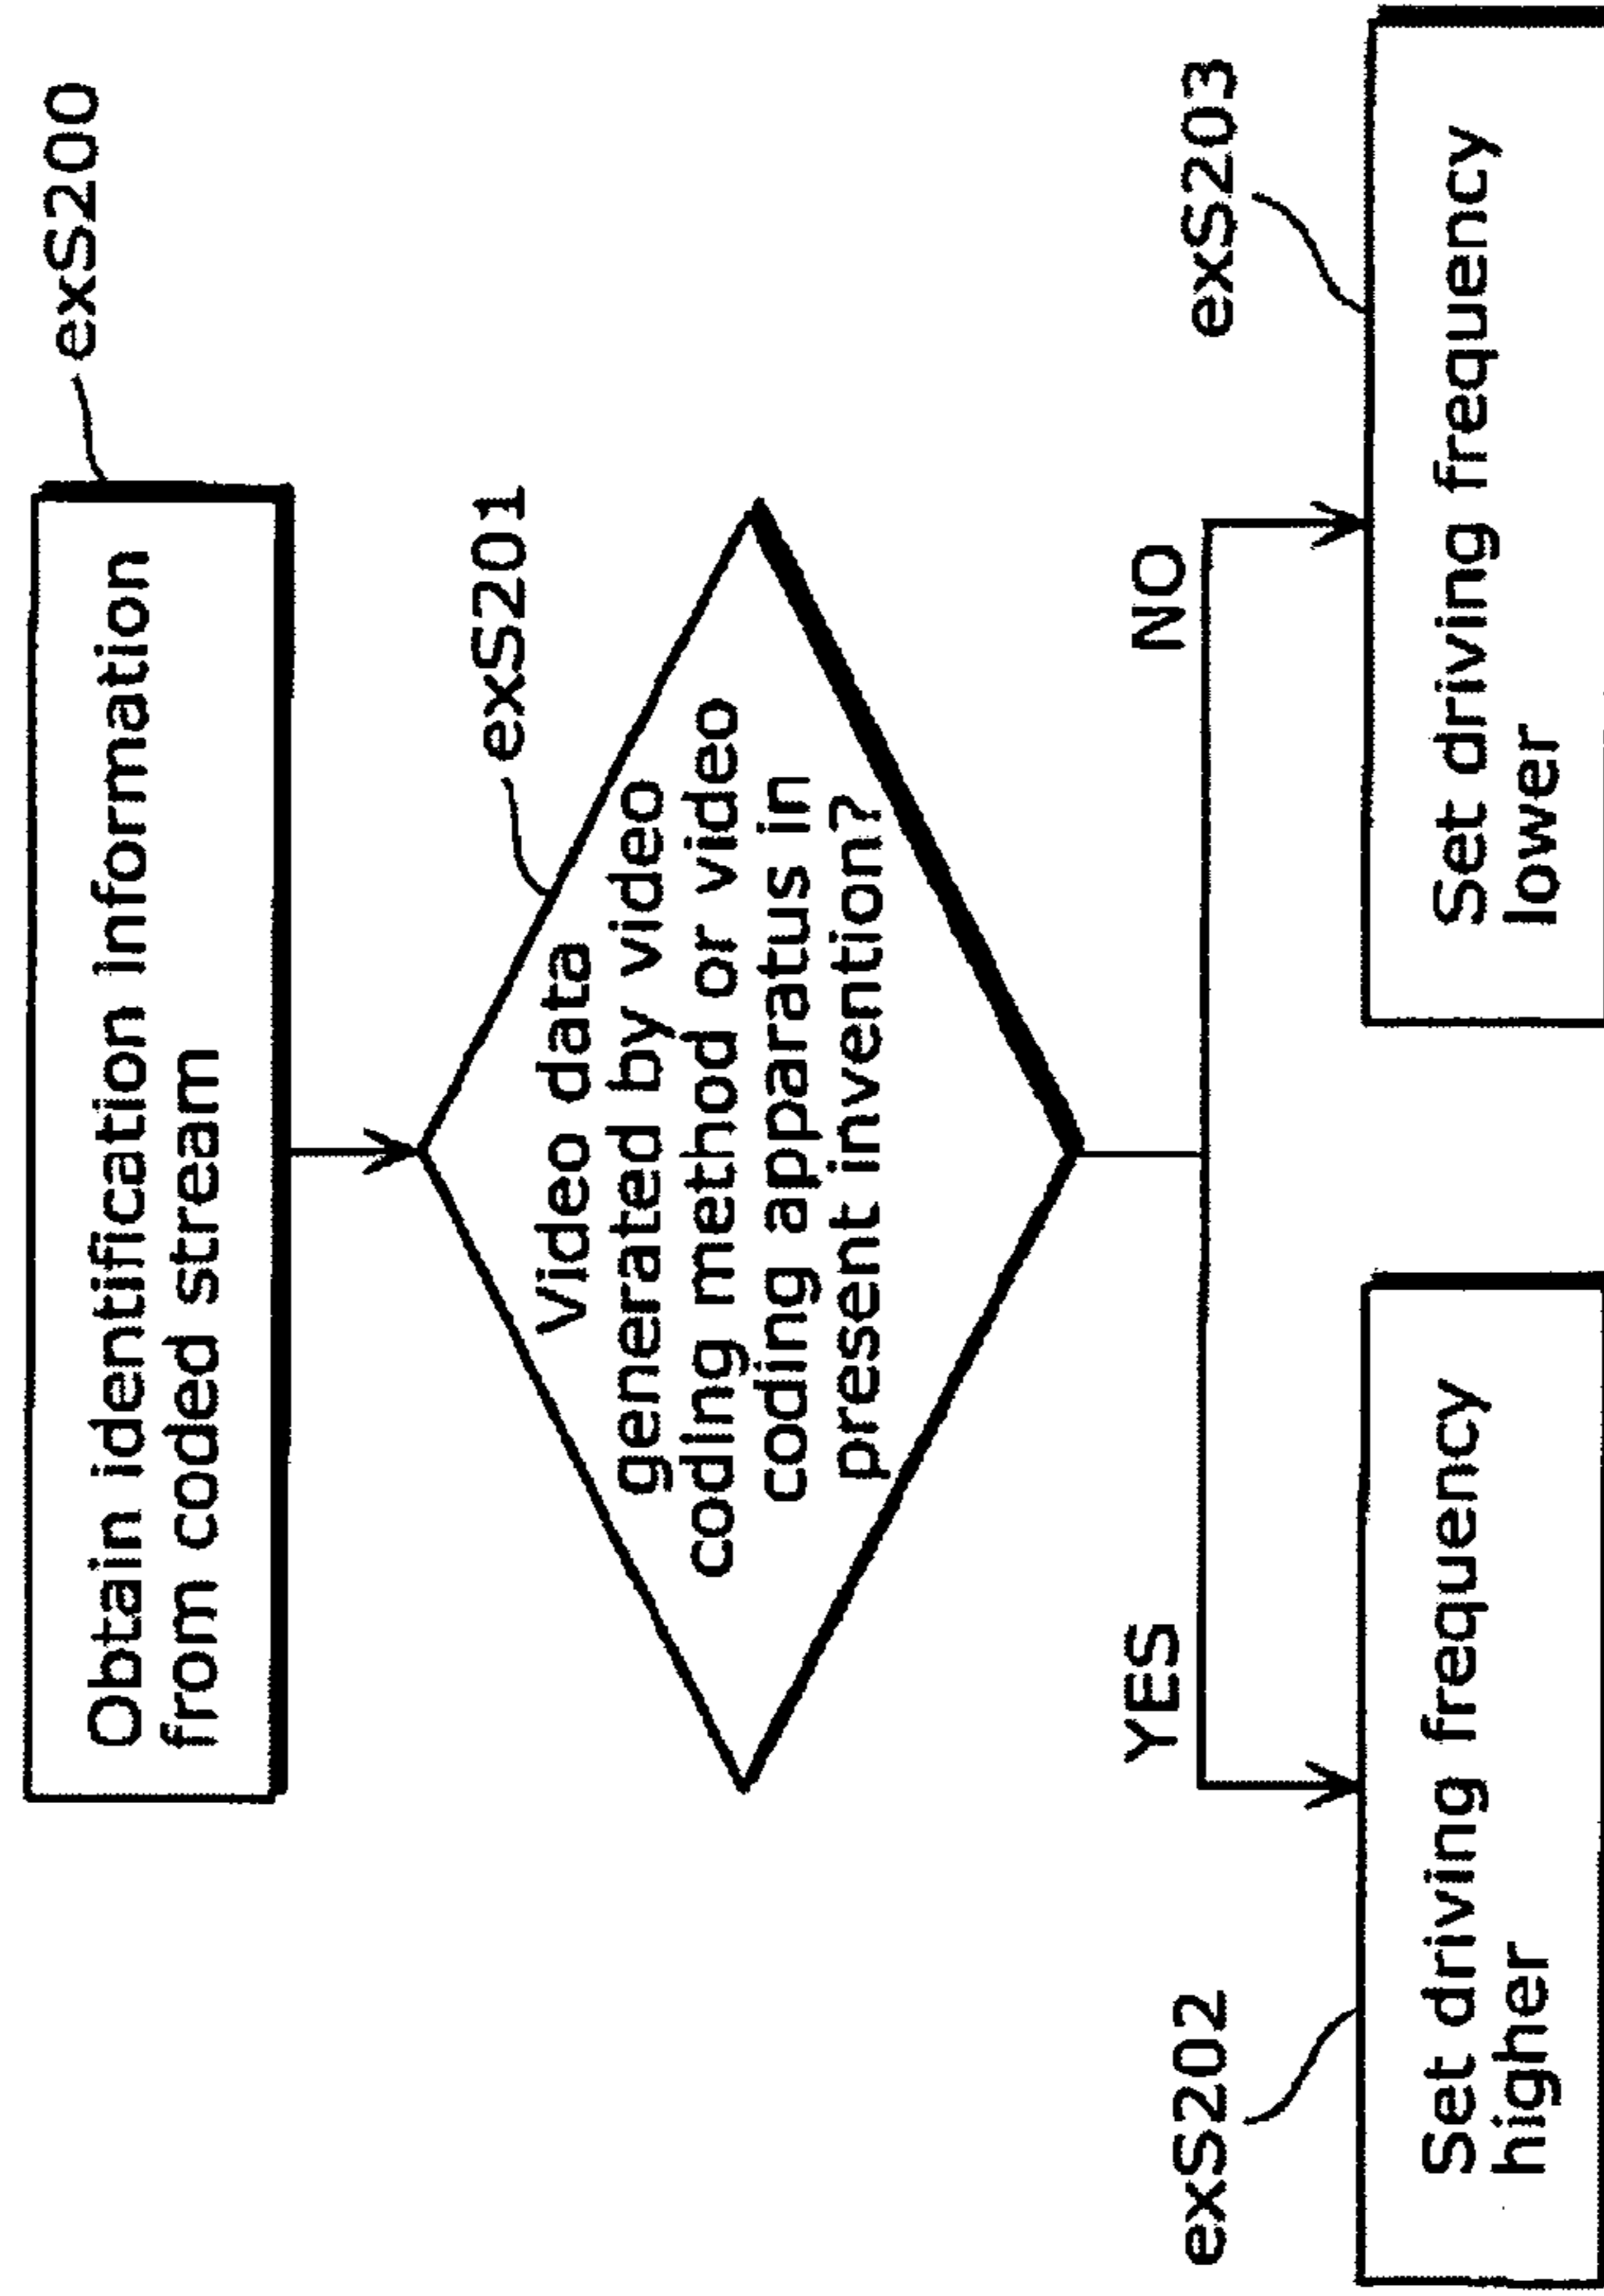 exS200
Obtain identification information
from coded stream
exS201
Video data
generated by video
coding method or video
coding apparatus in
present invention?
YES
NO
exS202
exS203
Set driving frequency
higher
Set driving frequency
lower